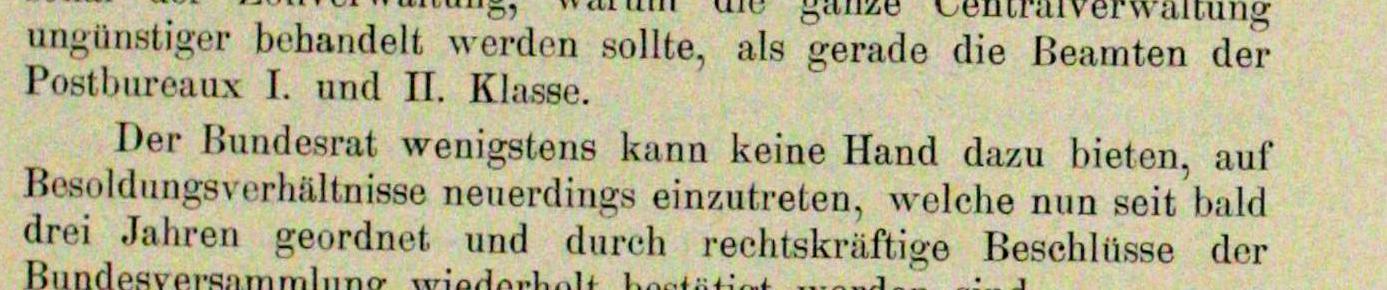 der Zollverwaltung, warum die ganze Centralverwaltung
ungünstiger behandelt werden sollte, als gerade die Beamten der
Postbureaux I. und II. Klasse.
Der Bundesrat wenigstens kann keine Hand dazu bieten, auf
Besoldungsverhältnisse neuerdings einzutreten, welche nun seit bald
drei Jahren geordnet und durch rechtskräftige Beschlüsse der
Bundesversammlung wiederholt bestätigt worden sind